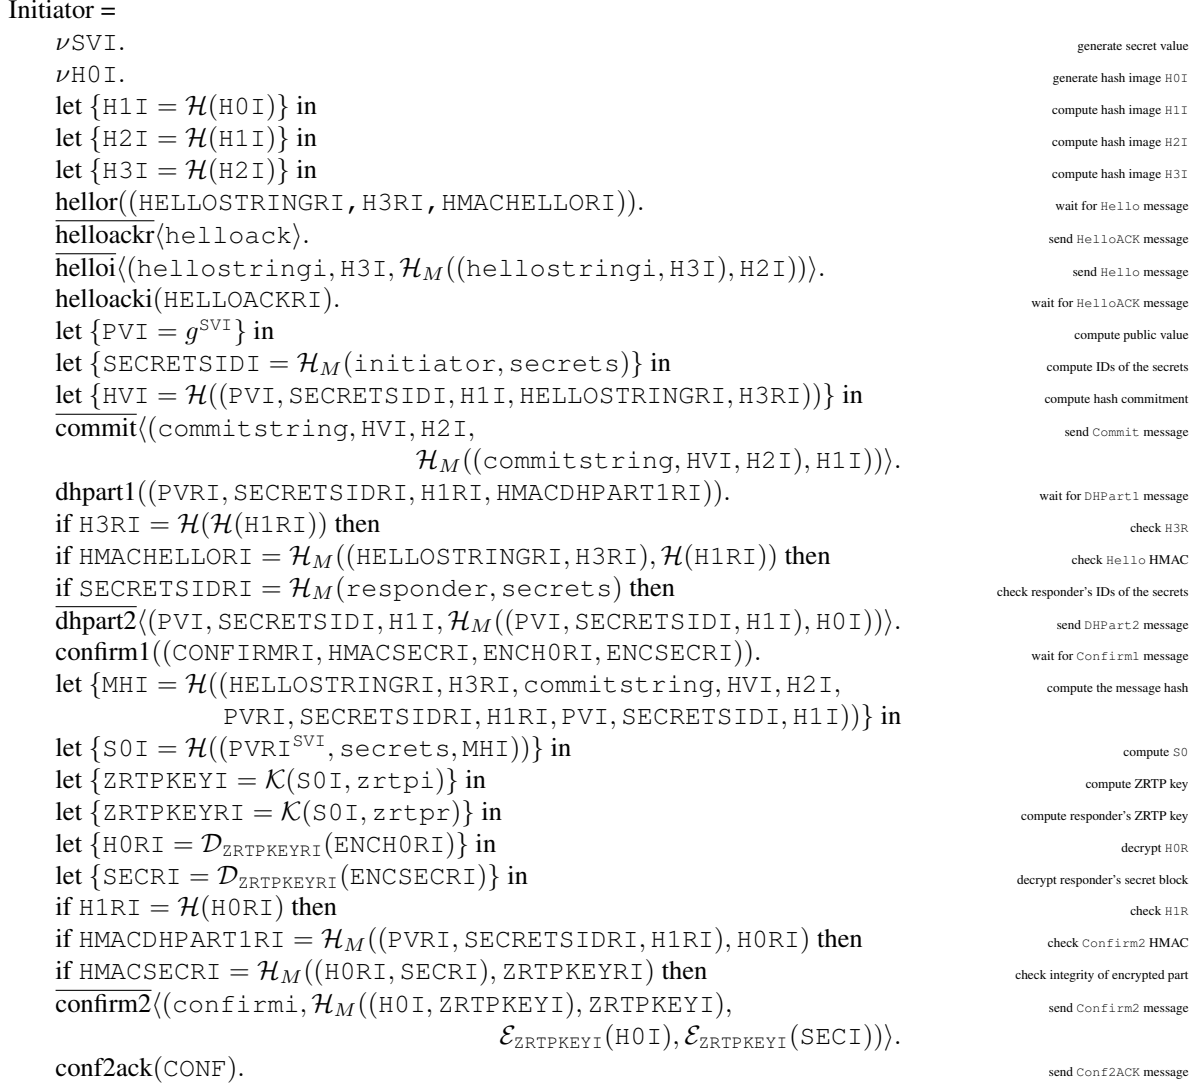 Initiator =
νSVI. generate secret value
νH0I. generate hash image H0I
let {H1I = ℋ(H0I)} in compute hash image H1I
let {H2I = ℋ(H1I)} in compute hash image H2I
let {H3I = ℋ(H2I)} in compute hash image H3I
hellor((HELLOSTRINGRI,H3RI,HMACHELLORI)). wait for Hello message
helloackr⟨helloack⟩. send HelloACK message
helloi⟨(hellostringi,H3I,ℋM((hellostringi,H3I),H2I))⟩. send Hello message
helloacki(HELLOACKRI). wait for HelloACK message
let {PVI = g^SVI} in compute public value
let {SECRETSIDI = ℋM(initiator,secrets)} in compute IDs of the secrets
let {HVI = ℋ((PVI,SECRETSIDI,H1I,HELLOSTRINGRI,H3RI))} in compute hash commitment
commit⟨(commitstring,HVI,H2I, send Commit message
ℋM((commitstring,HVI,H2I),H1I))⟩.
dhpart1((PVRI,SECRETSIDRI,H1RI,HMACDHPART1RI)). wait for DHPart1 message
if H3RI = ℋ(ℋ(H1RI)) then check H3R
if HMACHELLORI = ℋM((HELLOSTRINGRI,H3RI),ℋ(H1RI)) then check Hello HMAC
if SECRETSIDRI = ℋM(responder,secrets) then check responder's IDs of the secrets
dhpart2⟨(PVI,SECRETSIDI,H1I,ℋM((PVI,SECRETSIDI,H1I),H0I))⟩. send DHPart2 message
confirm1((CONFIRMRI,HMACSECRI,ENCH0RI,ENCSECRI)). wait for Confirm1 message
let {MHI = ℋ((HELLOSTRINGRI,H3RI,commitstring,HVI,H2I, compute the message hash
PVRI,SECRETSIDRI,H1RI,PVI,SECRETSIDI,H1I))} in
let {S0I = ℋ((PVRI^SVI,secrets,MHI))} in compute S0
let {ZRTPKEYI = 𝒦(S0I,zrtpi)} in compute ZRTP key
let {ZRTPKEYRI = 𝒦(S0I,zrtpr)} in compute responder's ZRTP key
let {H0RI = 𝒟ZRTPKEYRI(ENCH0RI)} in decrypt H0R
let {SECRI = 𝒟ZRTPKEYRI(ENCSECRI)} in decrypt responder's secret block
if H1RI = ℋ(H0RI) then check H1R
if HMACDHPART1RI = ℋM((PVRI,SECRETSIDRI,H1RI),H0RI) then check Confirm2 HMAC
if HMACSECRI = ℋM((H0RI,SECRI),ZRTPKEYRI) then check integrity of encrypted part
confirm2⟨(confirmi,ℋM((H0I,ZRTPKEYI),ZRTPKEYI), send Confirm2 message
ℰZRTPKEYI(H0I),ℰZRTPKEYI(SECI))⟩.
conf2ack(CONF). send Conf2ACK message